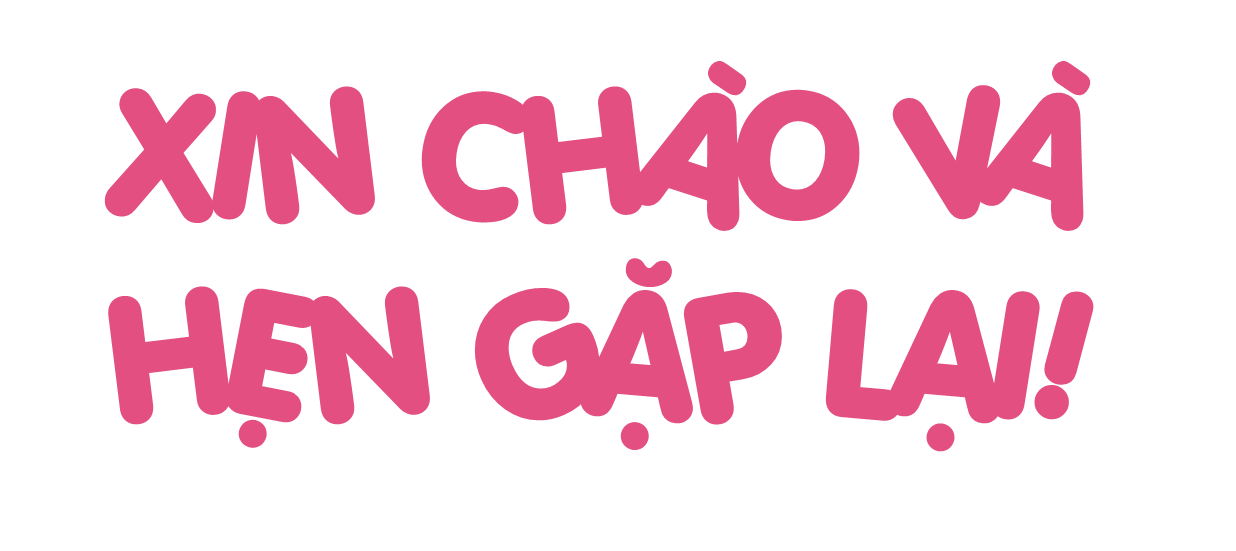 XIN CHÀO VÀ
HẸN GẶP LẠI!